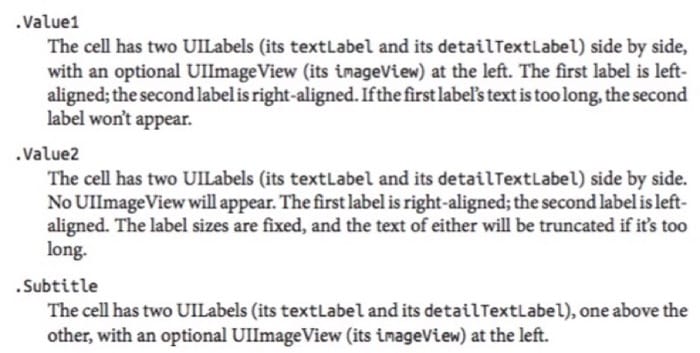 .Value1
The cell has two UILabels (its textLabel and its detailTextLabel) side by side,
with an optional UIImageView (its imageView) at the left. The first label is left-
aligned; the second label is right-aligned. If the first label's text is too long, the second
label won't appear.
.Value2
The cell has two UILabels (its textLabel and its detailTextLabel) side by side.
No UIImageView will appear. The first label is right-aligned; the second label is left-
aligned. The label sizes are fixed, and the text of either will be truncated if it's too
long.
.Subtitle
The cell has two UILabels (its textLabel and its detailTextLabel), one above the
other, with an optional UIImageView (its imageView) at the left.